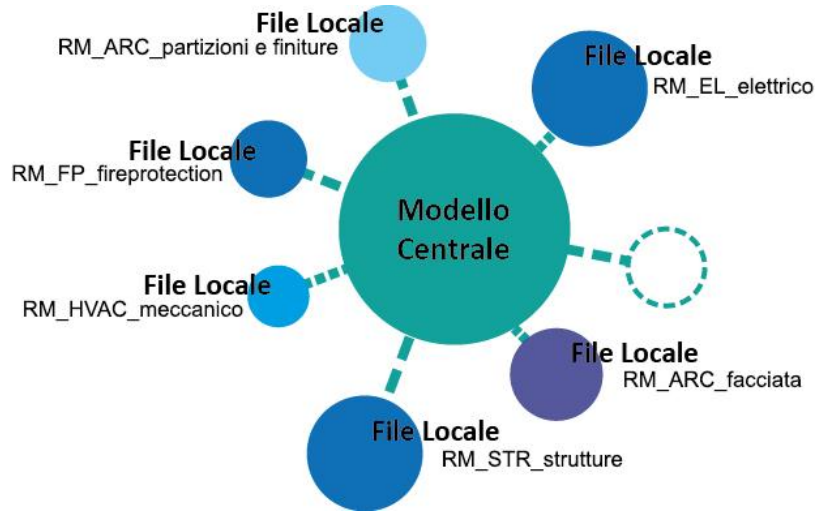 File Locale
RM_ARC_partizioni e finiture
File Locale
RM_EL_elettrico
File Locale
RM_FP_fireprotection
Modello
Centrale
File Locale
RM_HVAC_meccanico
File Locale
RM_ARC_facciata
File Locale
RM_STR_strutture